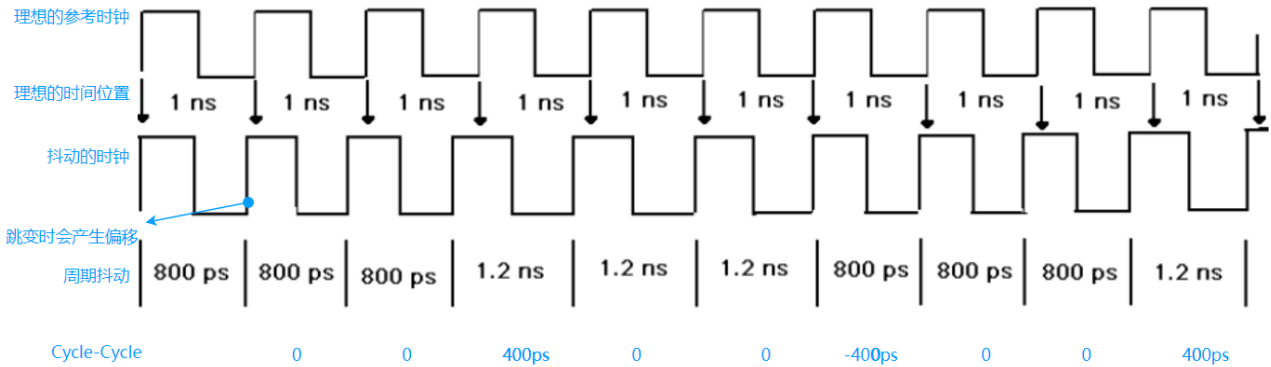 理想的参考时钟
理想的时间位置 1 ns 1 ns 1 ns 1 ns 1 ns 1 ns 1 ns 1 ns 1 ns 1 ns
抖动的时钟
跳变时会产生偏移
周期抖动 800 ps 800 ps 800 ps 1.2 ns 1.2 ns 1.2 ns 800 ps 800 ps 800 ps 1.2 ns
Cycle-Cycle 0 0 400ps 0 0 -400ps 0 0 400ps